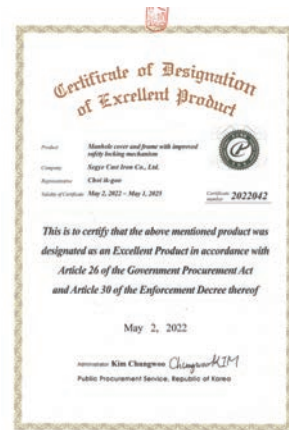 Certificate of Designation
of Excellent Product
Product Manhole cover and frame with improved
safety locking mechanism
Company Segye Cast Iron Co., Ltd.
Representative Choi ik-goo
Validity of Certificate May 2, 2022 – May 1, 2025
Certificate
number 2022042
This is to certify that the above mentioned product was
designated as an Excellent Product in accordance with
Article 26 of the Government Procurement Act
and Article 30 of the Enforcement Decree thereof
May 2, 2022
Administrator Kim Changwoo Changwoo KIM
Public Procurement Service, Republic of Korea